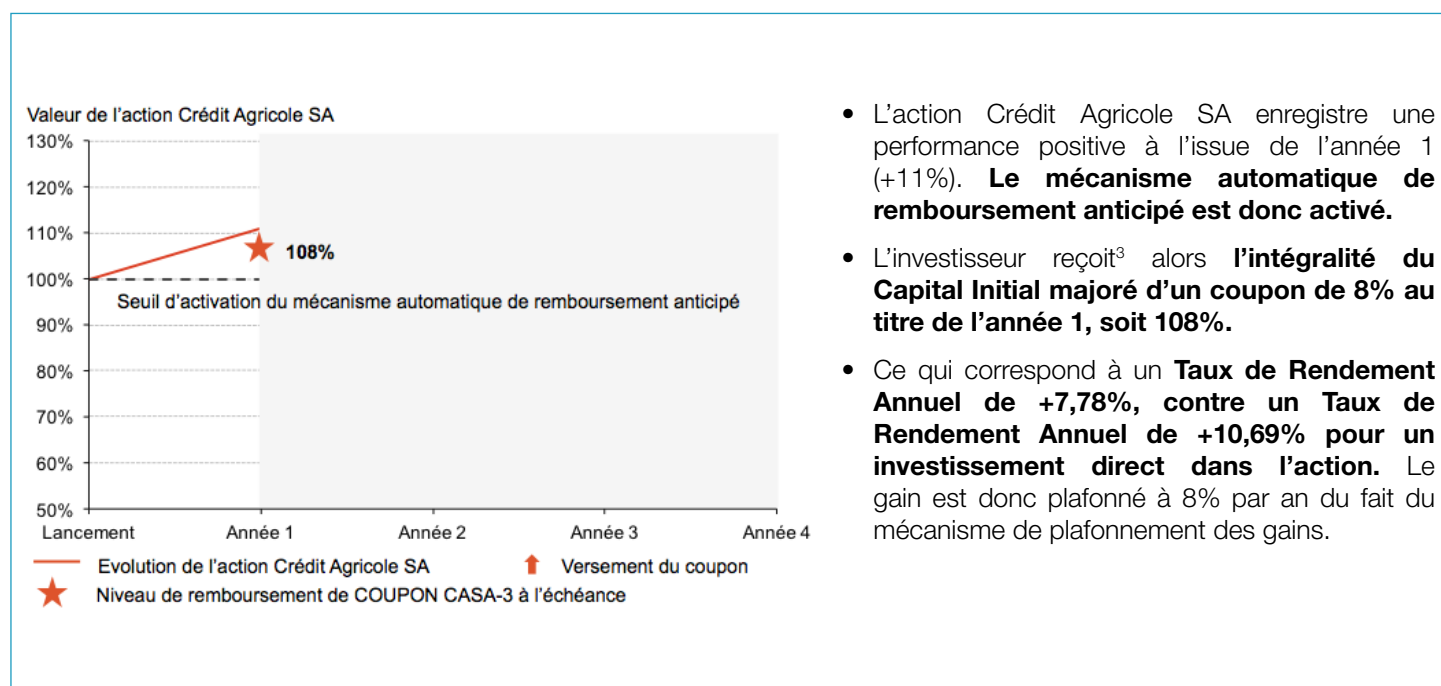 Valeur de l'action Crédit Agricole SA
130%
120%
110%
100%
90%
80%
70%
60%
50%
108%
Seuil d'activation du mécanisme automatique de remboursement anticipé
Lancement Année 1 Année 2 Année 3 Année 4
Evolution de l'action Crédit Agricole SA Versement du coupon
Niveau de remboursement de COUPON CASA-3 à l'échéance
• L'action Crédit Agricole SA enregistre une
performance positive à l'issue de l'année 1
(+11%). Le mécanisme automatique de
remboursement anticipé est donc activé.
• L'investisseur reçoit³ alors l'intégralité du
Capital Initial majoré d'un coupon de 8% au
titre de l'année 1, soit 108%.
• Ce qui correspond à un Taux de Rendement
Annuel de +7,78%, contre un Taux de
Rendement Annuel de +10,69% pour un
investissement direct dans l'action. Le
gain est donc plafonné à 8% par an du fait du
mécanisme de plafonnement des gains.